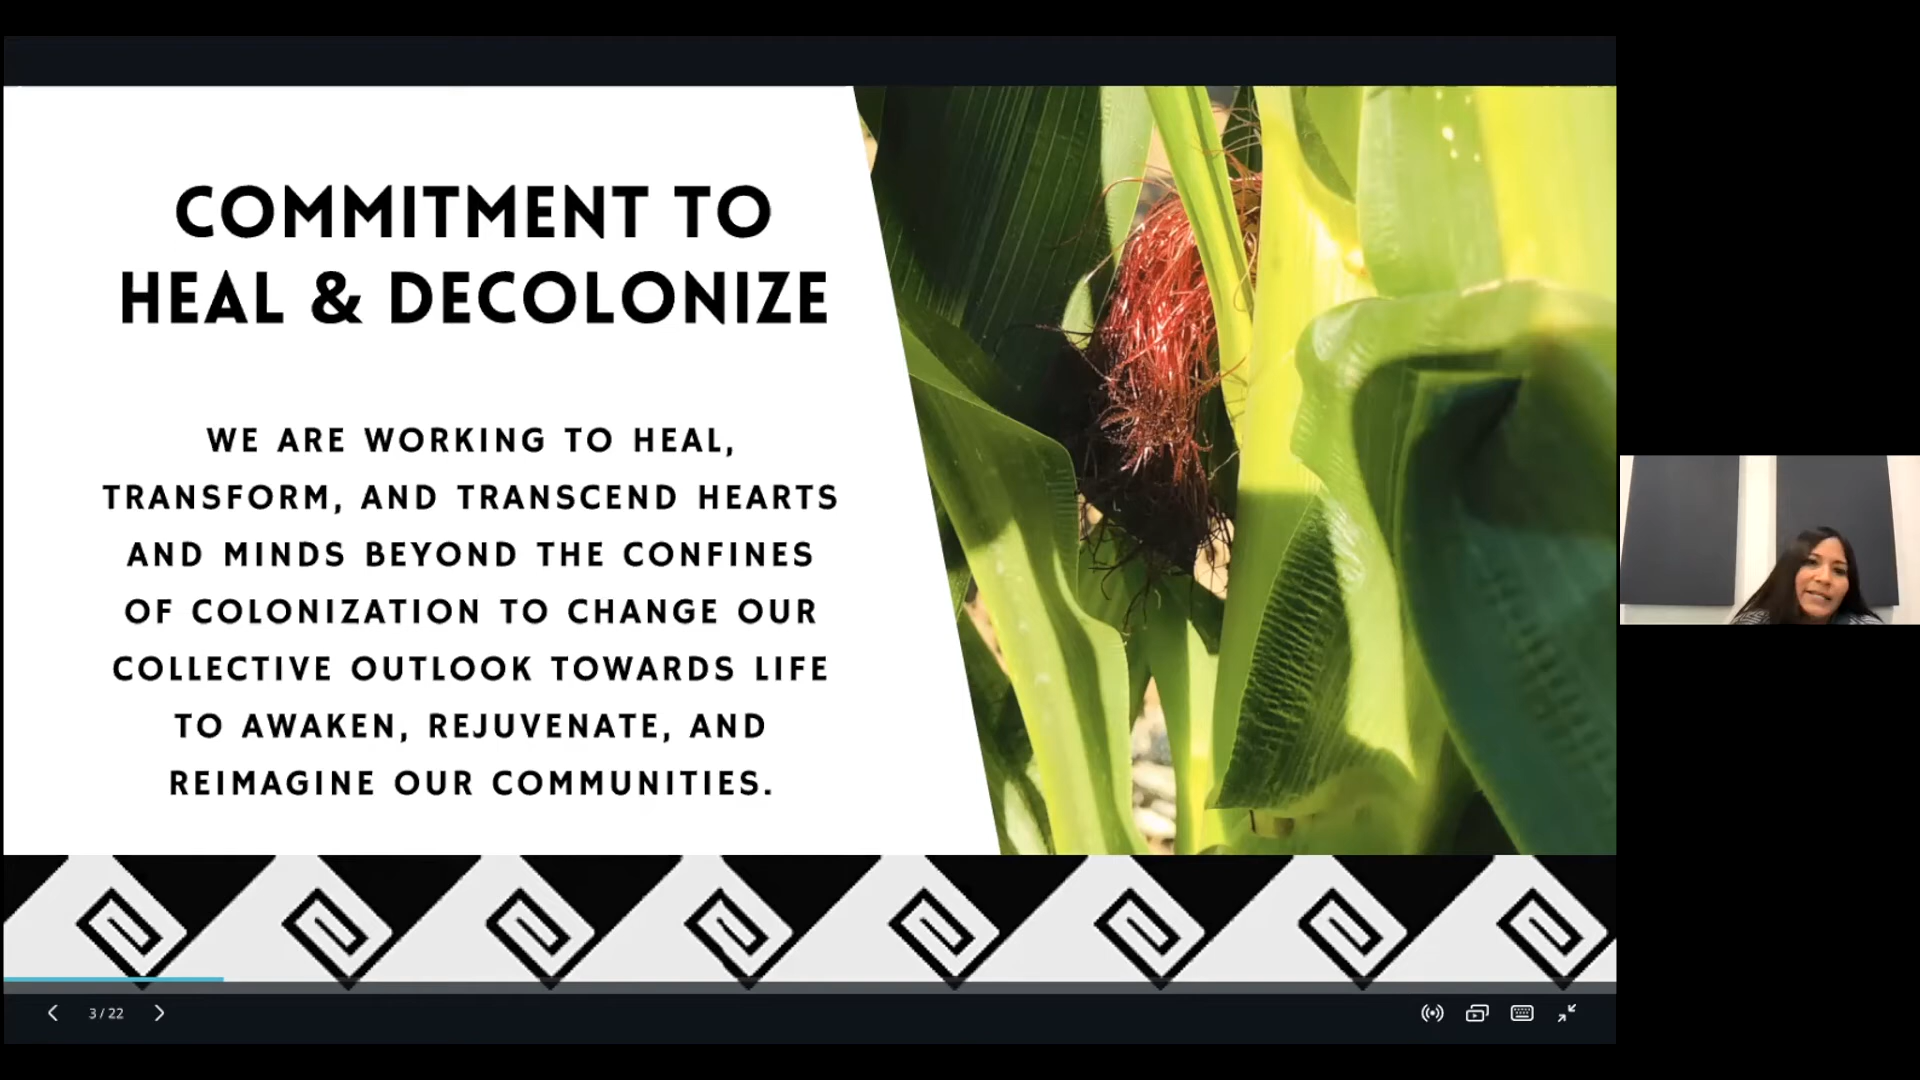 COMMITMENT TO
HEAL & DECOLONIZE
WE ARE WORKING TO HEAL,
TRANSFORM, AND TRANSCEND HEARTS
AND MINDS BEYOND THE CONFINES
OF COLONIZATION TO CHANGE OUR
COLLECTIVE OUTLOOK TOWARDS LIFE
TO AWAKEN, REJUVENATE, AND
REIMAGINE OUR COMMUNITIES.
3 / 22